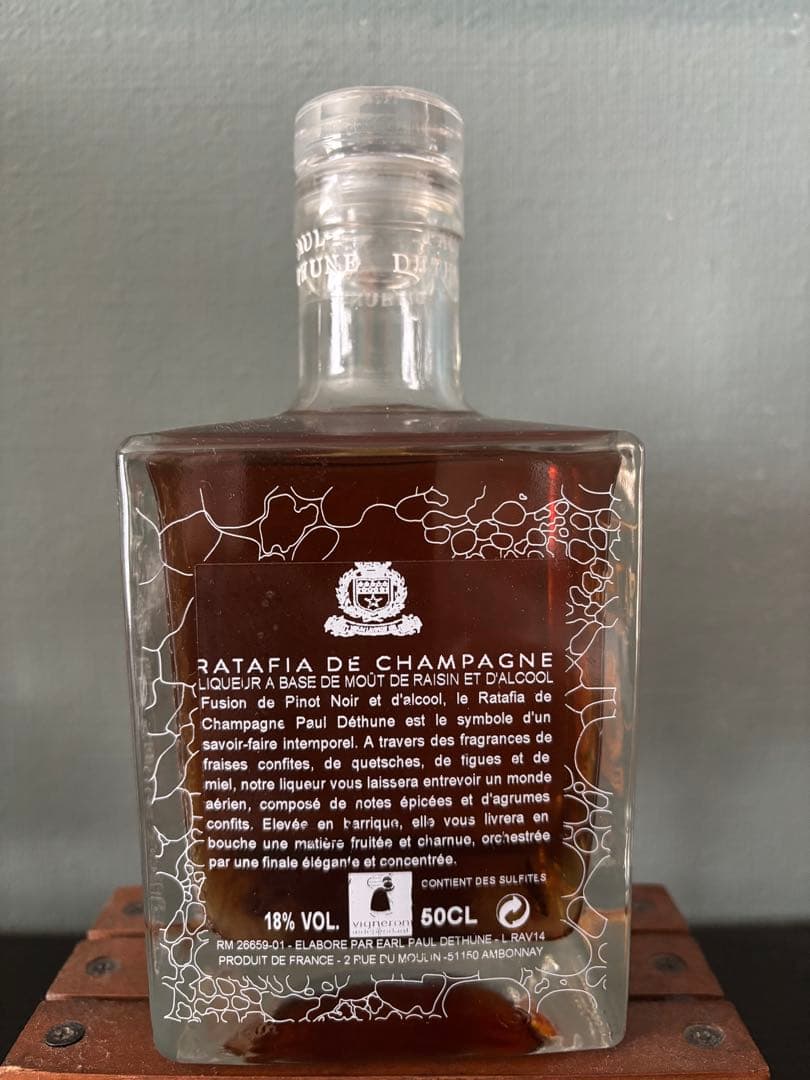 DÉTHUNE
RATAFIA DE CHAMPAGNE
LIQUEUR A BASE DE MOÛT DE RAISIN ET D'ALCOOL
Fusion de Pinot Noir et d'alcool, le Ratafia de
Champagne Paul Déthune est le symbole d'un
savoir-faire intemporel. A travers des fragrances de
fraises confites, de quetsches, de figues et de
miel, notre liqueur vous laissera entrevoir un monde
aérien, composé de notes épicées et d'agrumes
confits. Elevée en barrique, elle vous livrera en
bouche une matière fruitée et charnue, orchestrée
par une finale élégante et concentrée.
CONTIENT DES SULFITES
18% VOL. vigneron 50CL
indépendant
RM 26659-01 - ELABORE PAR EARL PAUL DETHUNE - L RAV14
PRODUIT DE FRANCE - 2 RUE DU MOULIN -51150 AMBONNAY